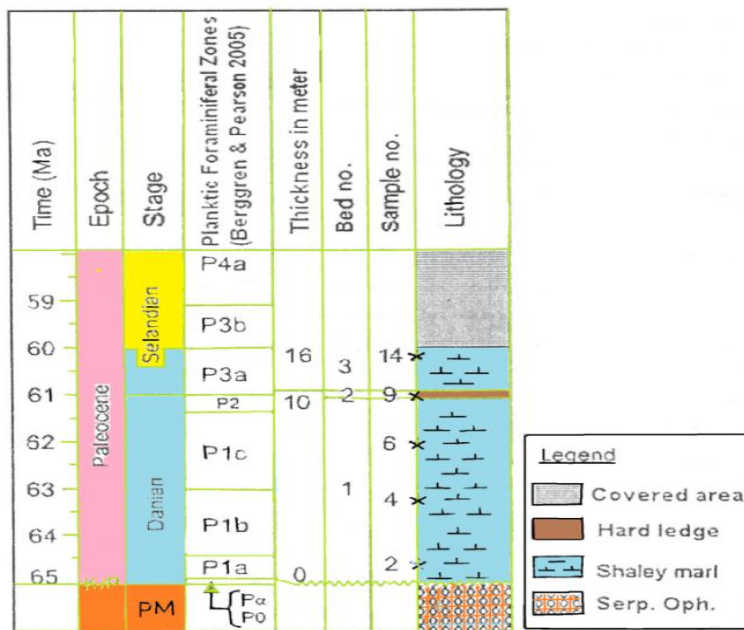 Time (Ma)
Epoch
Stage
Planktic Foraminiferal Zones
(Berggren & Pearson 2005)
Thickness in meter
Bed no.
Sample no.
Lithology
59
60
61
62
63
64
65
Paleocene
Selandian
Danian
PM
P4a
P3b
P3a
P2
P1c
P1b
P1a
Pα
P0
16
10
0
3
2
1
14
9
6
4
2
Legend
Covered area
Hard ledge
Shaley marl
Serp. Oph.